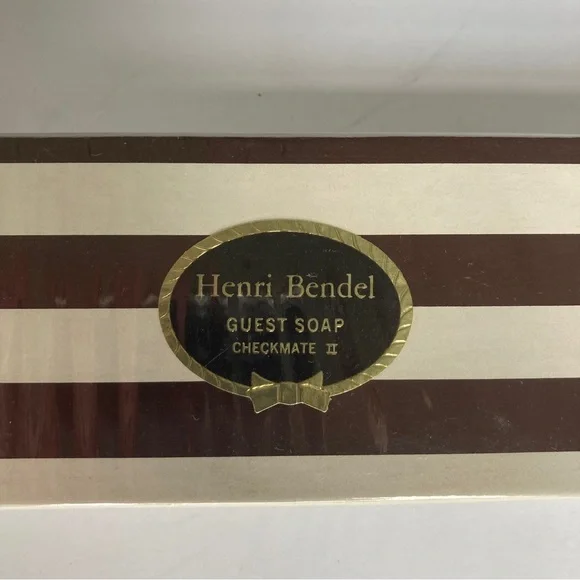 Henri Bendel
GUEST SOAP
CHECKMATE II